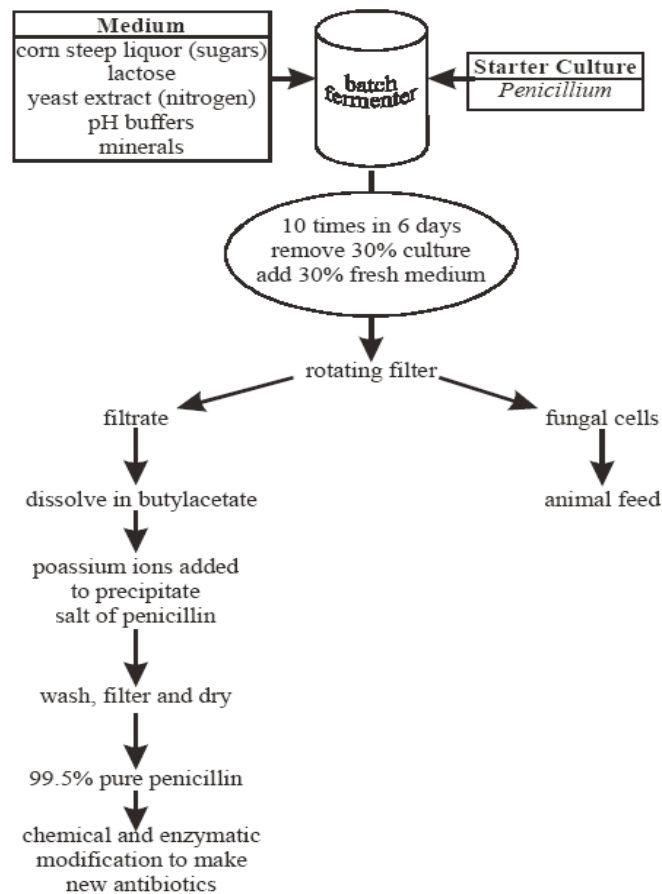 Medium
corn steep liquor (sugars)
lactose
yeast extract (nitrogen)
pH buffers
minerals
batch
fermenter
Starter Culture
Penicillium
10 times in 6 days
remove 30% culture
add 30% fresh medium
rotating filter
filtrate
fungal cells
dissolve in butylacetate
animal feed
poassium ions added
to precipitate
salt of penicillin
wash, filter and dry
99.5% pure penicillin
chemical and enzymatic
modification to make
new antibiotics